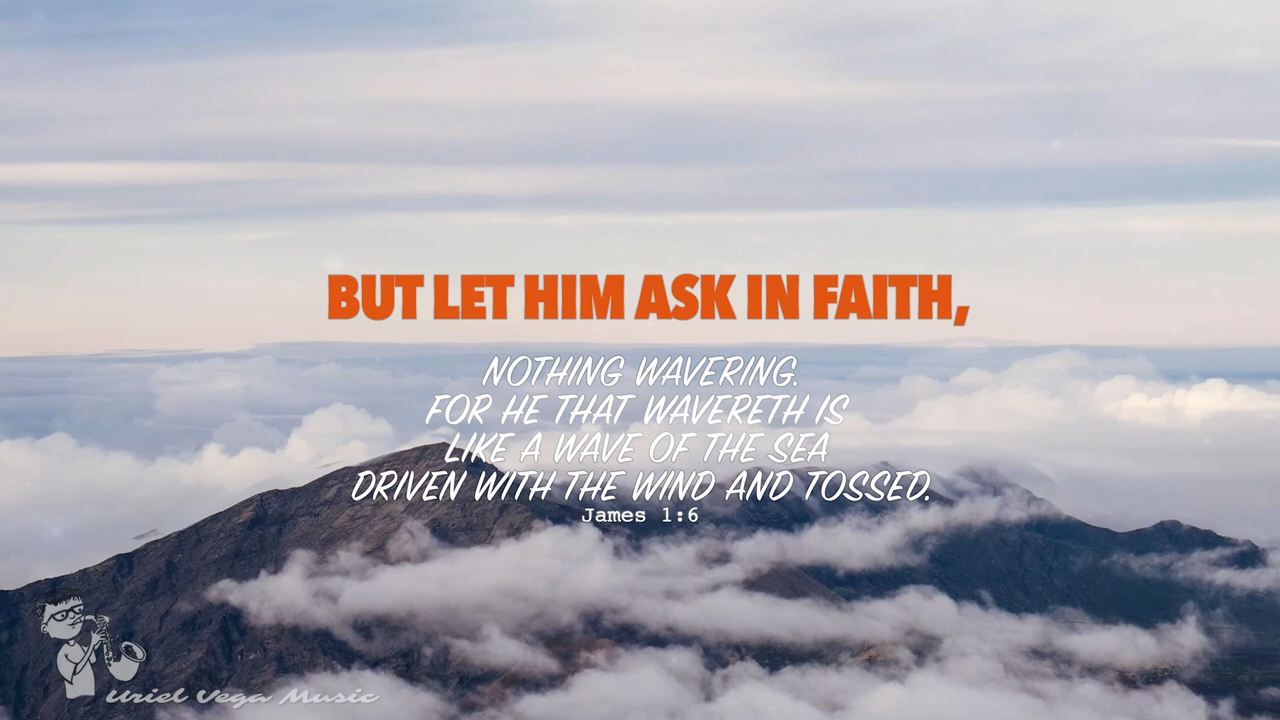 BUT LET HIM ASK IN FAITH,
NOTHING WAVERING.
FOR HE THAT WAVERETH IS
LIKE A WAVE OF THE SEA
DRIVEN WITH THE WIND AND TOSSED.
James 1:6
Uriel Vega Music